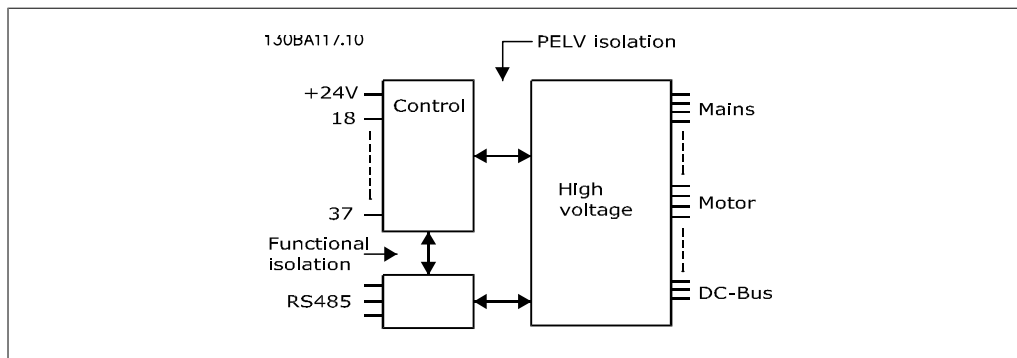 130BA117.10
PELV isolation
+24V
Control
18
37
Mains
High
voltage
Motor
Functional
isolation
RS485
DC-Bus